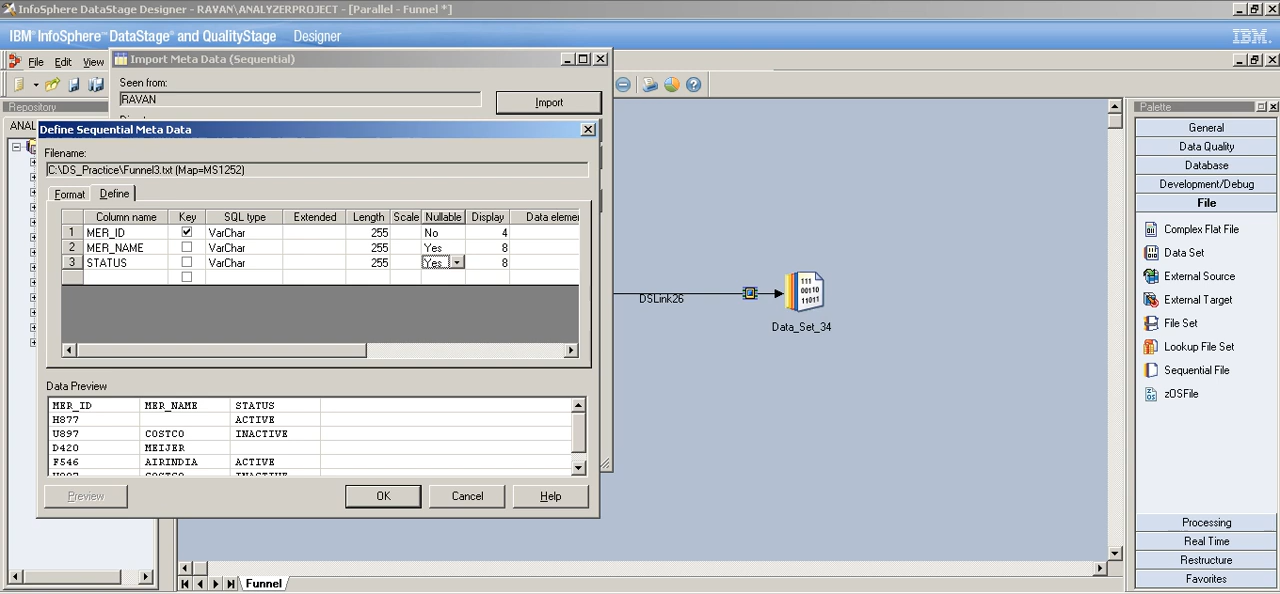 InfoSphere DataStage Designer - RAVAN\ANALYZERPROJECT - [Parallel - Funnel *]
IBM® InfoSphere™ DataStage® and QualityStage Designer
IBM.
File Edit View
Import Meta Data (Sequential)
Seen from:
RAVAN
Import
Repository
ANAL
Define Sequential Meta Data
Filename:
C:\DS_Practice\Funnel3.txt (Map=MS1252)
Format Define
Column name Key SQL type Extended Length Scale Nullable Display Data elemen
1 MER_ID VarChar 255 No 4
2 MER_NAME VarChar 255 Yes 8
3 STATUS VarChar 255 Yes 8
Data Preview
MER_ID MER_NAME STATUS
H877 ACTIVE
U897 COSTCO INACTIVE
D420 MEIJER
F546 AIRINDIA ACTIVE
Preview OK Cancel Help
DSLink26
Data_Set_34
Funnel
Palette
General
Data Quality
Database
Development/Debug
File
Complex Flat File
Data Set
External Source
External Target
File Set
Lookup File Set
Sequential File
zOSFile
Processing
Real Time
Restructure
Favorites